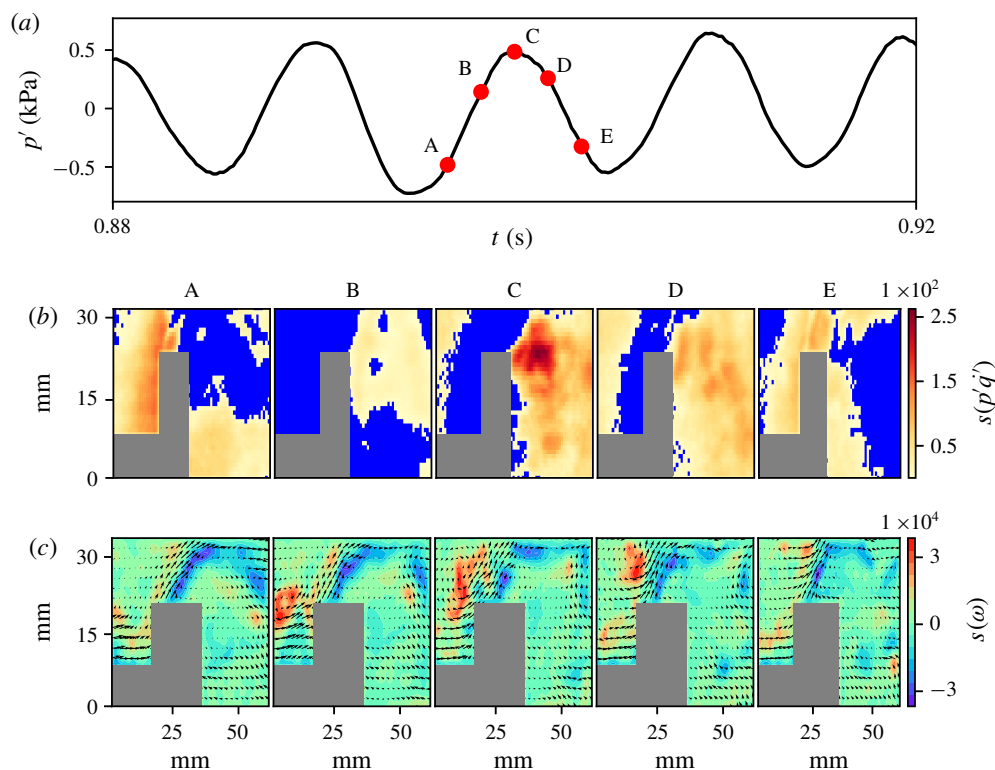 (a)
p′ (kPa)
0.5
0
−0.5
A
B
C
D
E
0.88
0.92
t (s)
A B C D E
1 ×10²
(b)
mm
30
15
0
2.5
1.5
0.5
s(p′q̇′)
1 ×10⁴
(c)
mm
30
15
0
3
0
−3
s(ω)
25 50 25 50 25 50 25 50 25 50
mm mm mm mm mm